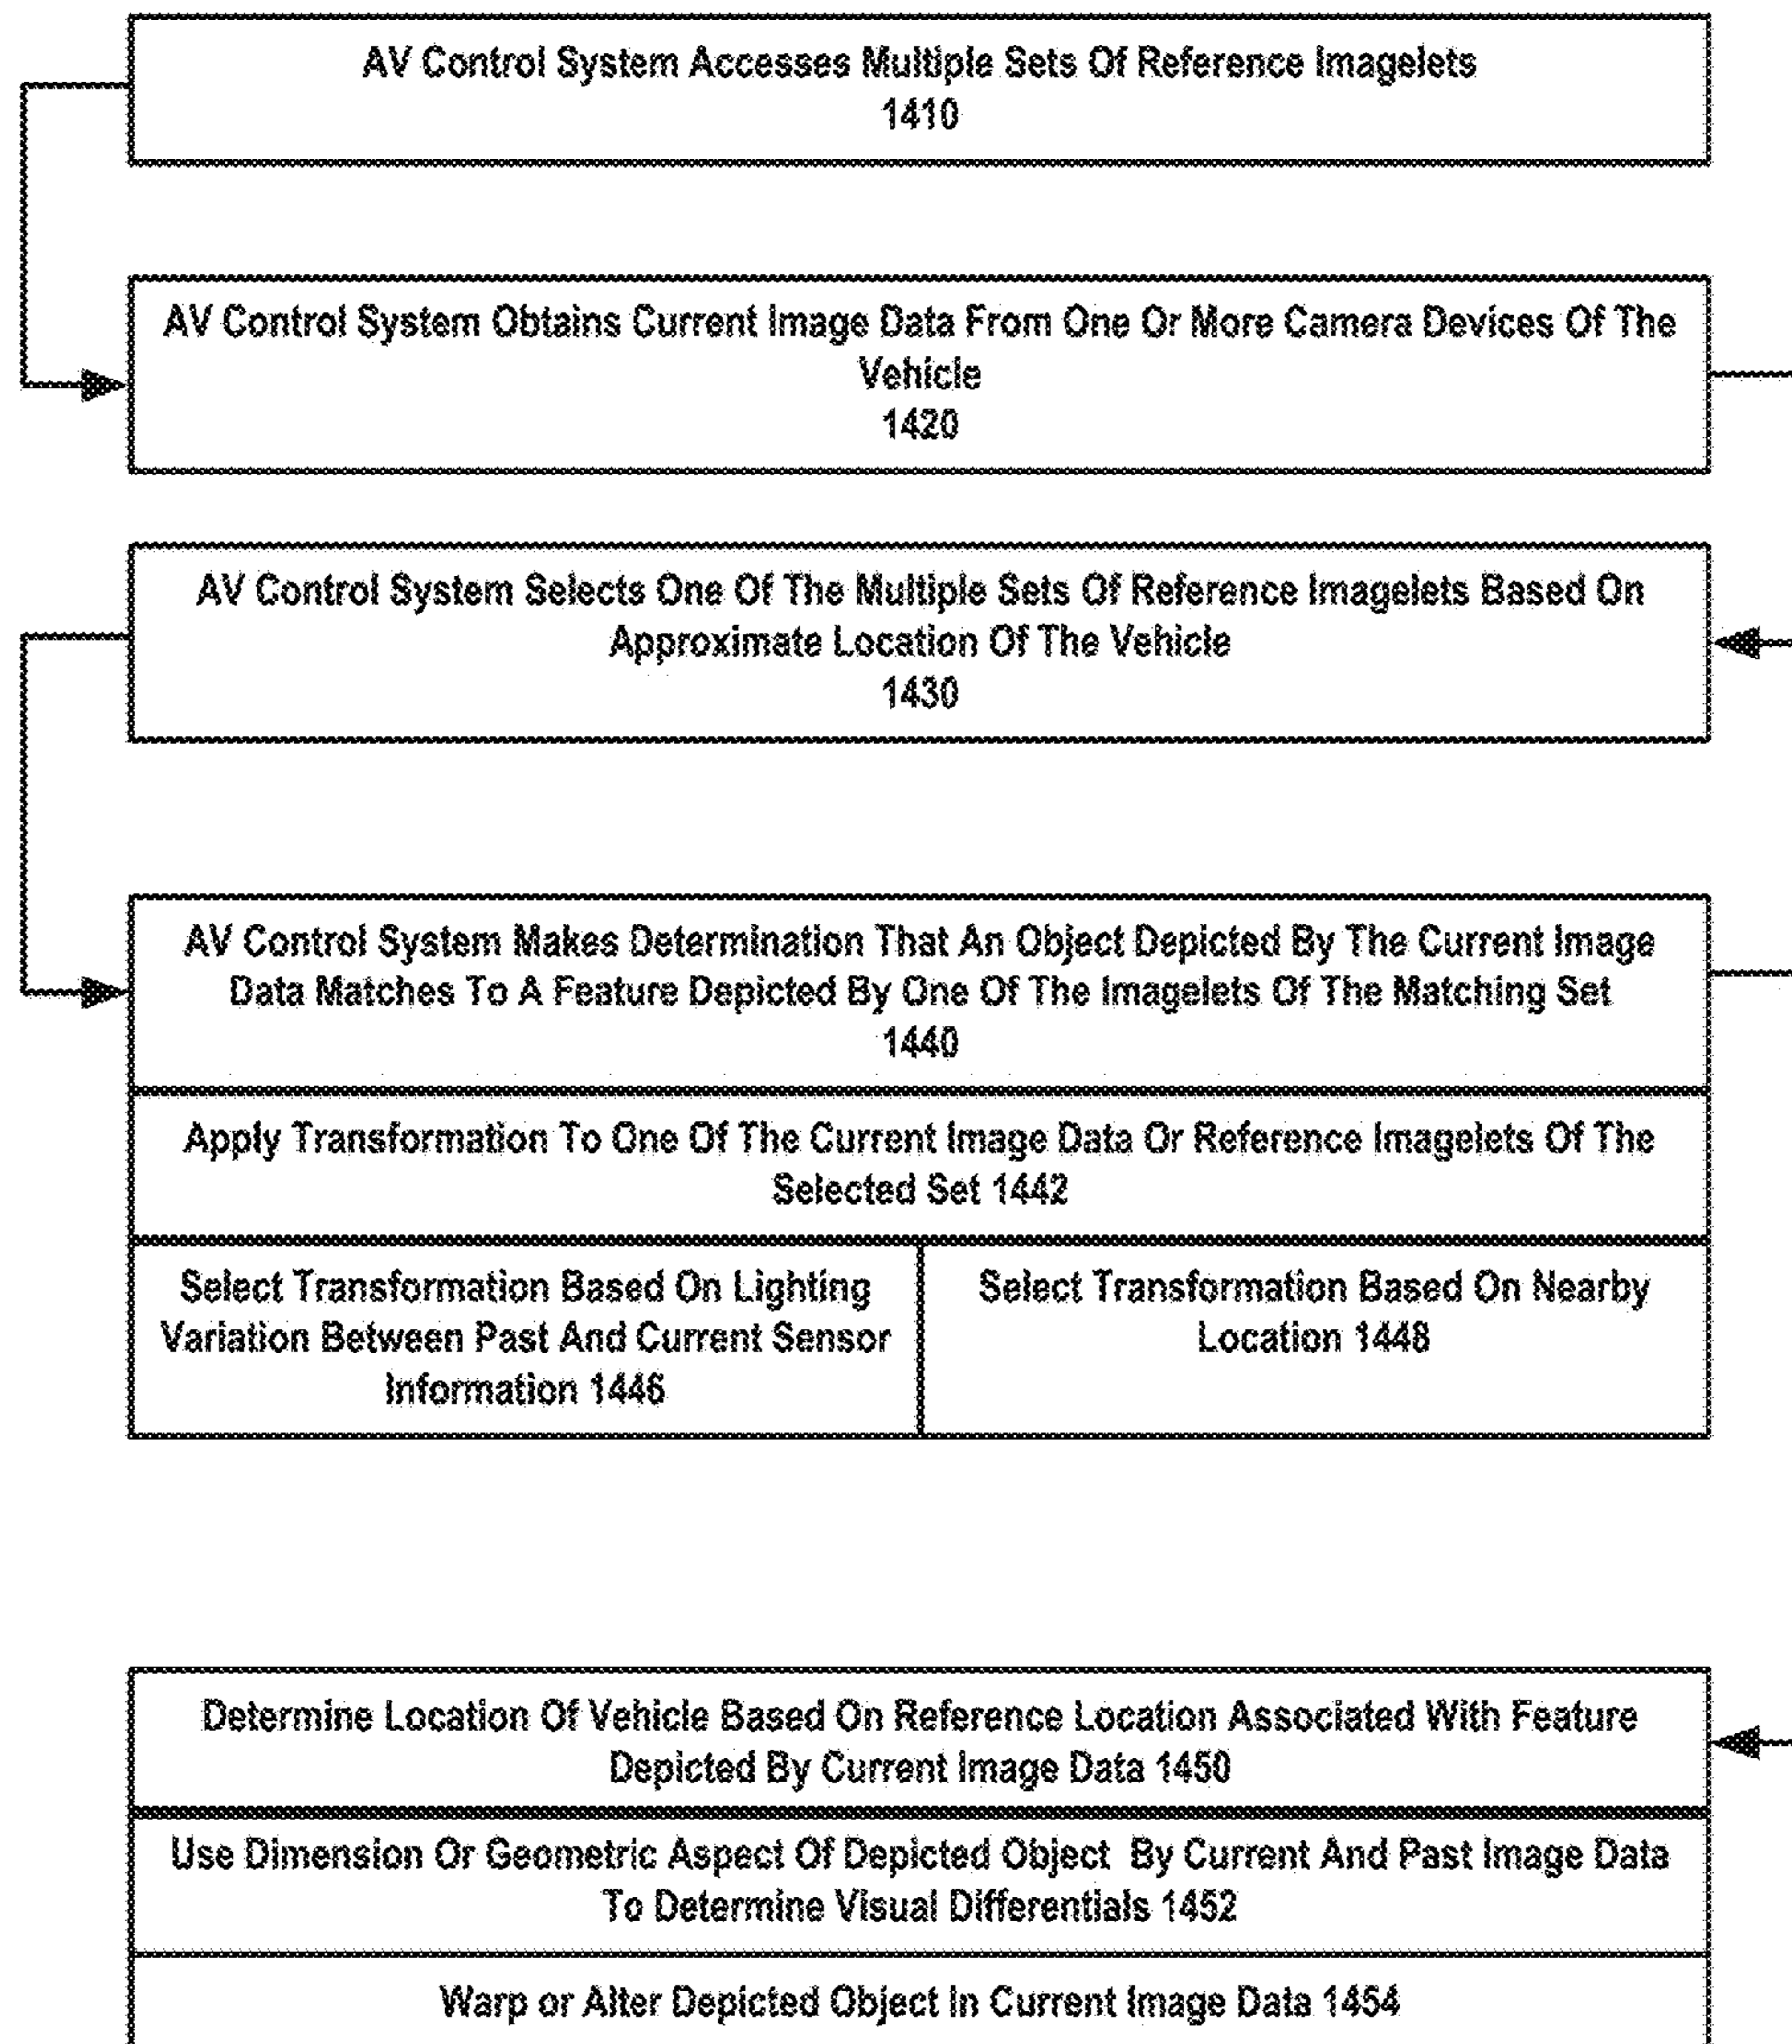 AV Control System Accesses Multiple Sets Of Reference Imagelets
1410
AV Control System Obtains Current Image Data From One Or More Camera Devices Of The
Vehicle
1420
AV Control System Selects One Of The Multiple Sets Of Reference Imagelets Based On
Approximate Location Of The Vehicle
1430
AV Control System Makes Determination That An Object Depicted By The Current Image
Data Matches To A Feature Depicted By One Of The Imagelets Of The Matching Set
1440
Apply Transformation To One Of The Current Image Data Or Reference Imagelets Of The
Selected Set 1442
Select Transformation Based On Lighting
Variation Between Past And Current Sensor
Information 1446
Select Transformation Based On Nearby
Location 1448
Determine Location Of Vehicle Based On Reference Location Associated With Feature
Depicted By Current Image Data 1450
Use Dimension Or Geometric Aspect Of Depicted Object By Current And Past Image Data
To Determine Visual Differentials 1452
Warp or Alter Depicted Object In Current Image Data 1454